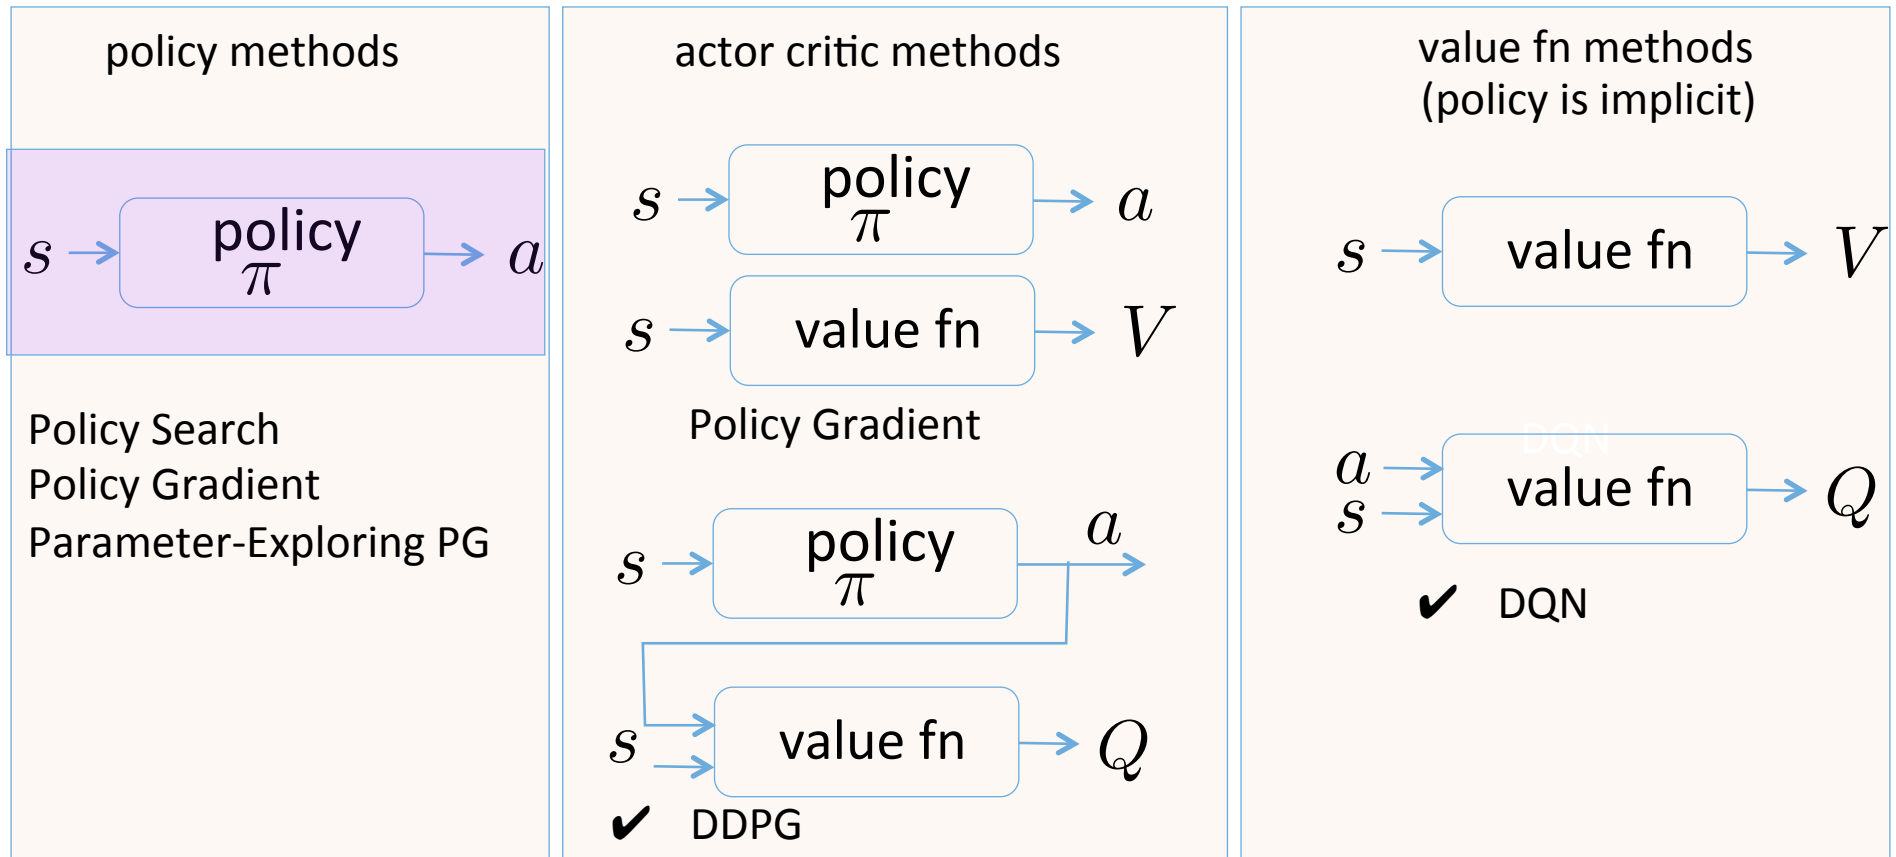 policy methods
s policy a
π
Policy Search
Policy Gradient
Parameter-Exploring PG
actor critic methods
s policy a
π
s value fn V
Policy Gradient
a
s policy
π
s value fn Q
DDPG
value fn methods
(policy is implicit)
s value fn V
DQN
a
s value fn Q
✔ DQN